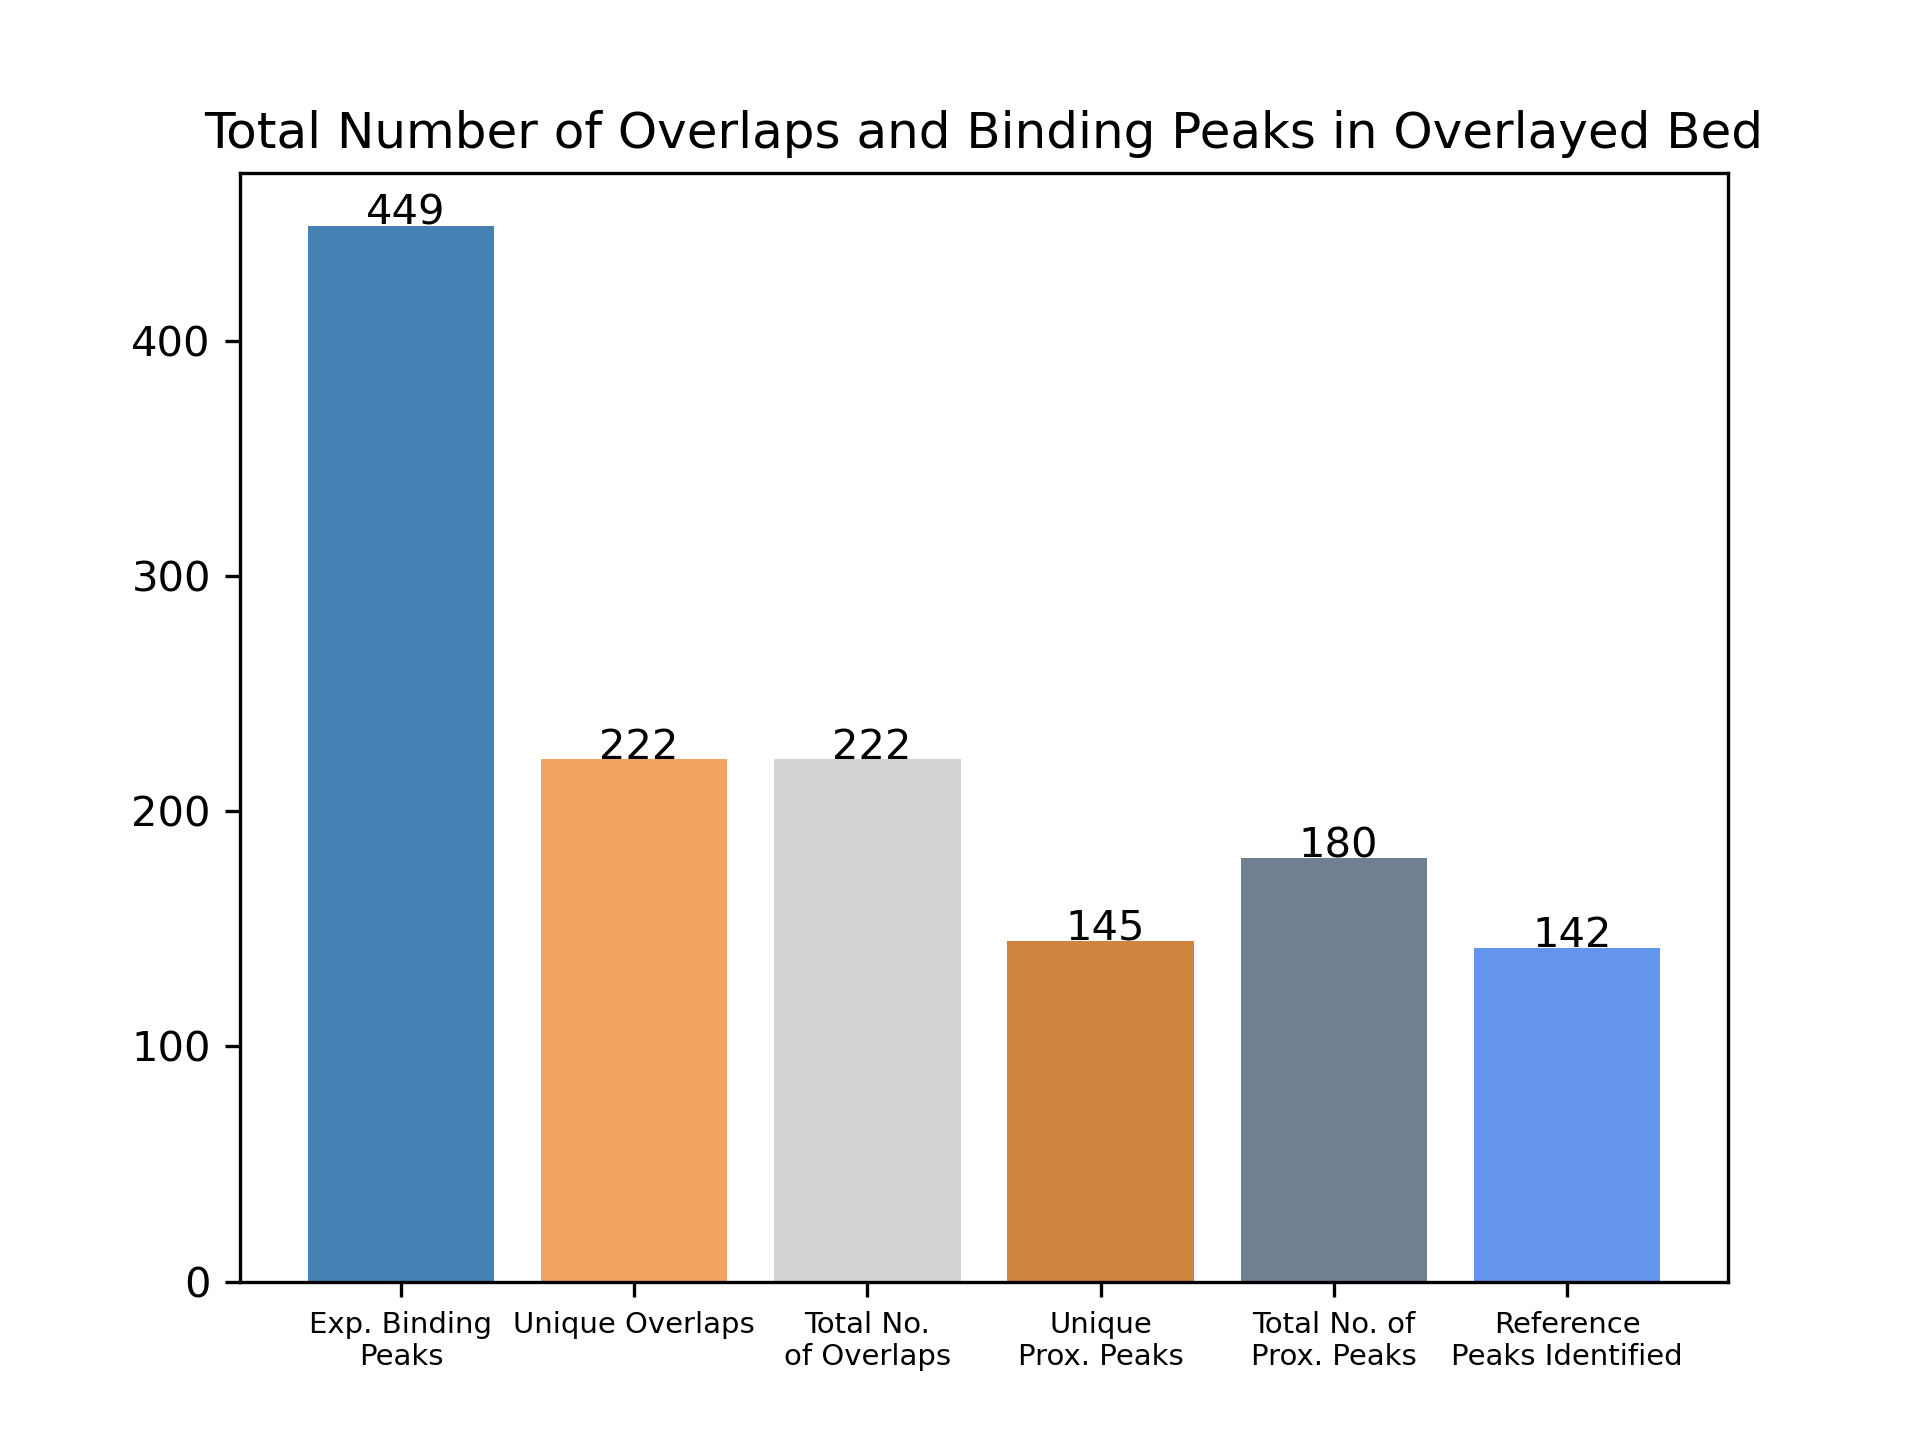 Total Number of Overlaps and Binding Peaks in Overlayed Bed
449
400
300
222
222
200
180
145
142
100
0
Exp. Binding
Peaks
Unique Overlaps
Total No.
of Overlaps
Unique
Prox. Peaks
Total No. of
Prox. Peaks
Reference
Peaks Identified